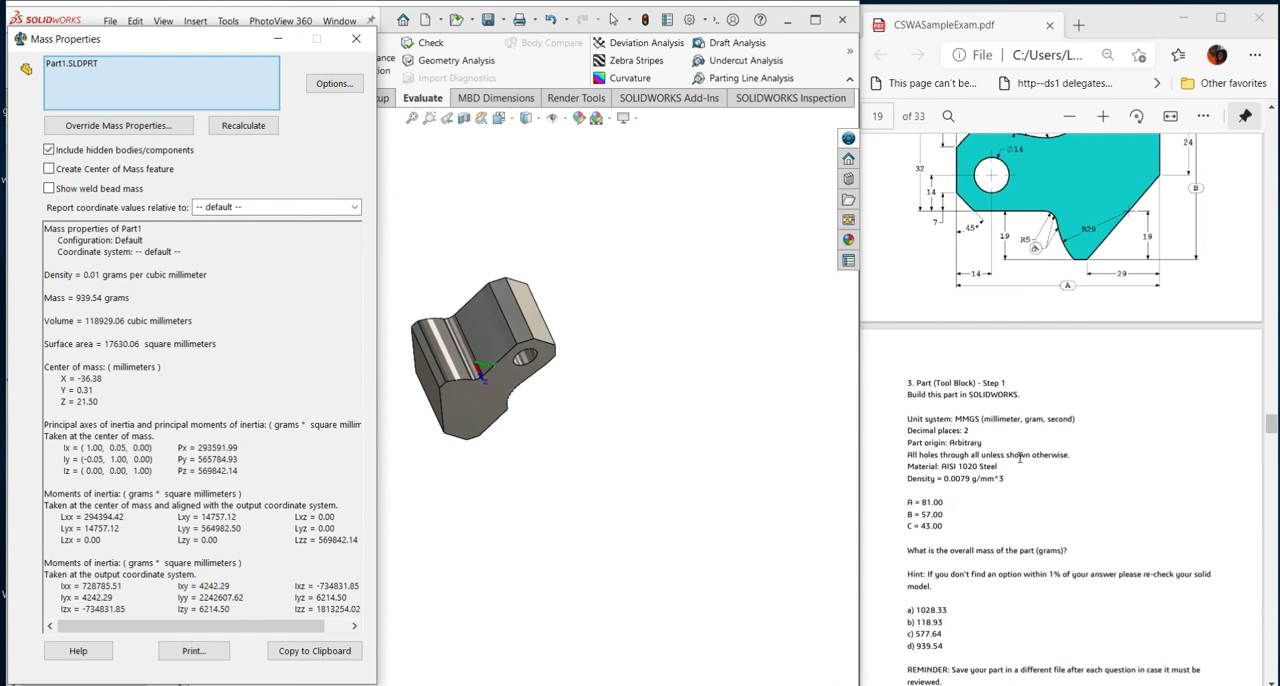 SOLIDWORKS File Edit View Insert Tools PhotoView 360 Window
Mass Properties
Part1.SLDPRT
Options...
Override Mass Properties... Recalculate
Include hidden bodies/components
Create Center of Mass feature
Show weld bead mass
Report coordinate values relative to: -- default --
Mass properties of Part1
Configuration: Default
Coordinate system: -- default --
Density = 0.01 grams per cubic millimeter
Mass = 939.54 grams
Volume = 118929.06 cubic millimeters
Surface area = 17630.06 square millimeters
Center of mass: ( millimeters )
X = -36.38
Y = 0.31
Z = 21.50
Principal axes of inertia and principal moments of inertia: ( grams * square millim
Taken at the center of mass.
Ix = ( 1.00, 0.05, 0.00) Px = 293591.99
Iy = (-0.05, 1.00, 0.00) Py = 565784.93
Iz = ( 0.00, 0.00, 1.00) Pz = 569842.14
Moments of inertia: ( grams * square millimeters )
Taken at the center of mass and aligned with the output coordinate system.
Lxx = 294394.42 Lxy = 14757.12 Lxz = 0.00
Lyx = 14757.12 Lyy = 564982.50 Lyz = 0.00
Lzx = 0.00 Lzy = 0.00 Lzz = 569842.14
Moments of inertia: ( grams * square millimeters )
Taken at the output coordinate system.
Ixx = 728785.51 Ixy = 4242.29 Ixz = -734831.85
Iyx = 4242.29 Iyy = 2242607.62 Iyz = 6214.50
Izx = -734831.85 Izy = 6214.50 Izz = 1813254.02
Help Print... Copy to Clipboard
Check Body Compare Deviation Analysis Draft Analysis
ance Geometry Analysis Zebra Stripes Undercut Analysis
ction Import Diagnostics Curvature Parting Line Analysis
up Evaluate MBD Dimensions Render Tools SOLIDWORKS Add-Ins SOLIDWORKS Inspection
Z
CSWASampleExam.pdf
File C:/Users/L...
This page can't be... http--ds1 delegates... Other favorites
19 of 33
Ø14
24
32
14
B
7
45°
R5
A
R29
19
19
14
29
A
3. Part (Tool Block) - Step 1
Build this part in SOLIDWORKS.
Unit system: MMGS (millimeter, gram, second)
Decimal places: 2
Part origin: Arbitrary
All holes through all unless shown otherwise.
Material: AISI 1020 Steel
Density = 0.0079 g/mm^3
A = 81.00
B = 57.00
C = 43.00
What is the overall mass of the part (grams)?
Hint: If you don't find an option within 1% of your answer please re-check your solid
model.
a) 1028.33
b) 118.93
c) 577.64
d) 939.54
REMINDER: Save your part in a different file after each question in case it must be
reviewed.